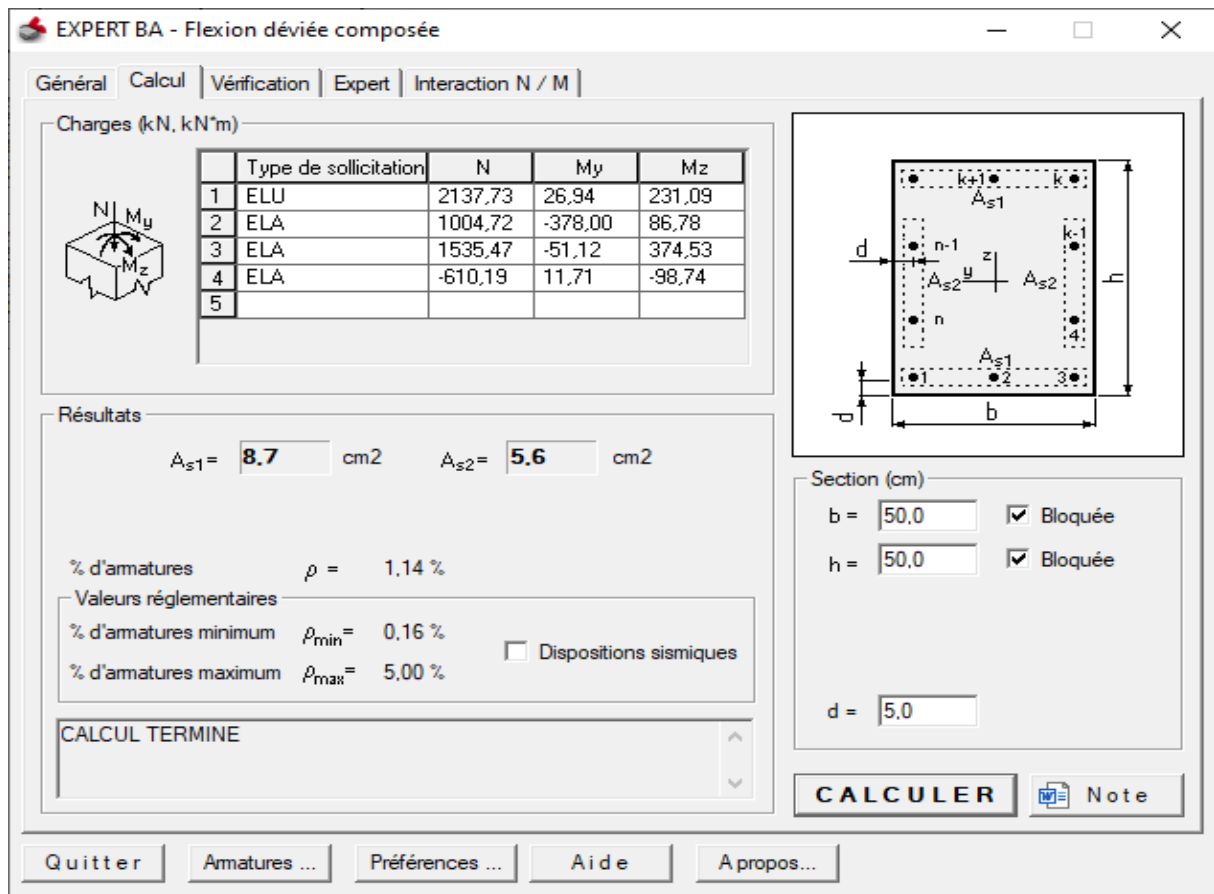 EXPERT BA - Flexion déviée composée
Général Calcul Vérification Expert Interaction N / M
Charges (kN, kN*m)
Type de sollicitation N My Mz
1 ELU 2137,73 26,94 231,09
2 ELA 1004,72 -378,00 86,78
3 ELA 1535,47 -51,12 374,53
4 ELA -610,19 11,71 -98,74
5
N My
Mz
k+1 k
As1
k-1
d n-1
z
As2 y As2 h
n 4
As1
1 2 3
d b
Résultats
As1= 8,7 cm2 As2= 5,6 cm2
% d'armatures ρ = 1,14 %
Valeurs réglementaires
% d'armatures minimum ρmin= 0,16 %
Dispositions sismiques
% d'armatures maximum ρmax= 5,00 %
CALCUL TERMINE
Section (cm)
b = 50,0 Bloquée
h = 50,0 Bloquée
d = 5,0
CALCULER Note
Quitter Armatures ... Préférences ... Aide A propos...